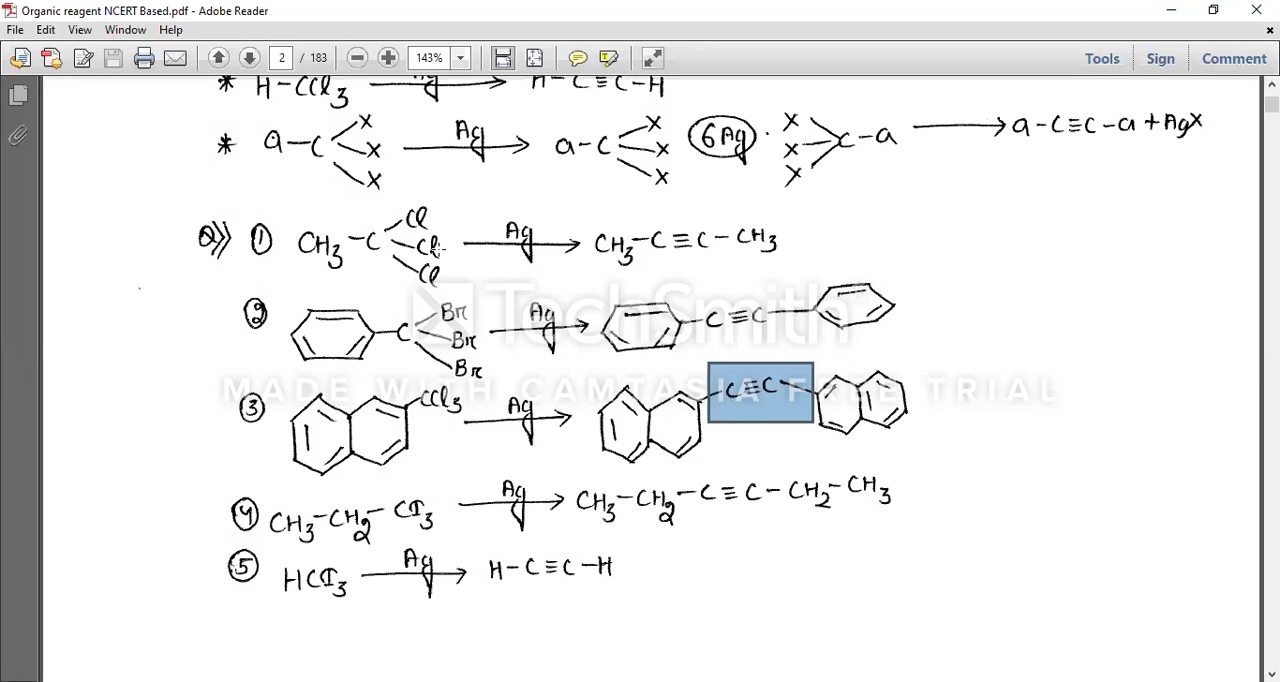 Organic reagent NCERT Based.pdf - Adobe Reader
File Edit View Window Help
2 / 183 143% Tools Sign Comment
* H-CCl3 Ag → H-C≡C-H
* a-C X X X Ag → a-C X X X 6Ag X X X C-a → a-C≡C-a + AgX
Q>> ① CH3-C Cl Cl Cl Ag → CH3-C≡C-CH3
② C Br Br Br Ag → C≡C
③ CCl3 Ag → C≡C
④ CH3-CH2-CI3 Ag → CH3-CH2-C≡C-CH2-CH3
⑤ HCI3 Ag → H-C≡C-H
TechSmith
MADE WITH CAMTASIA FREE TRIAL